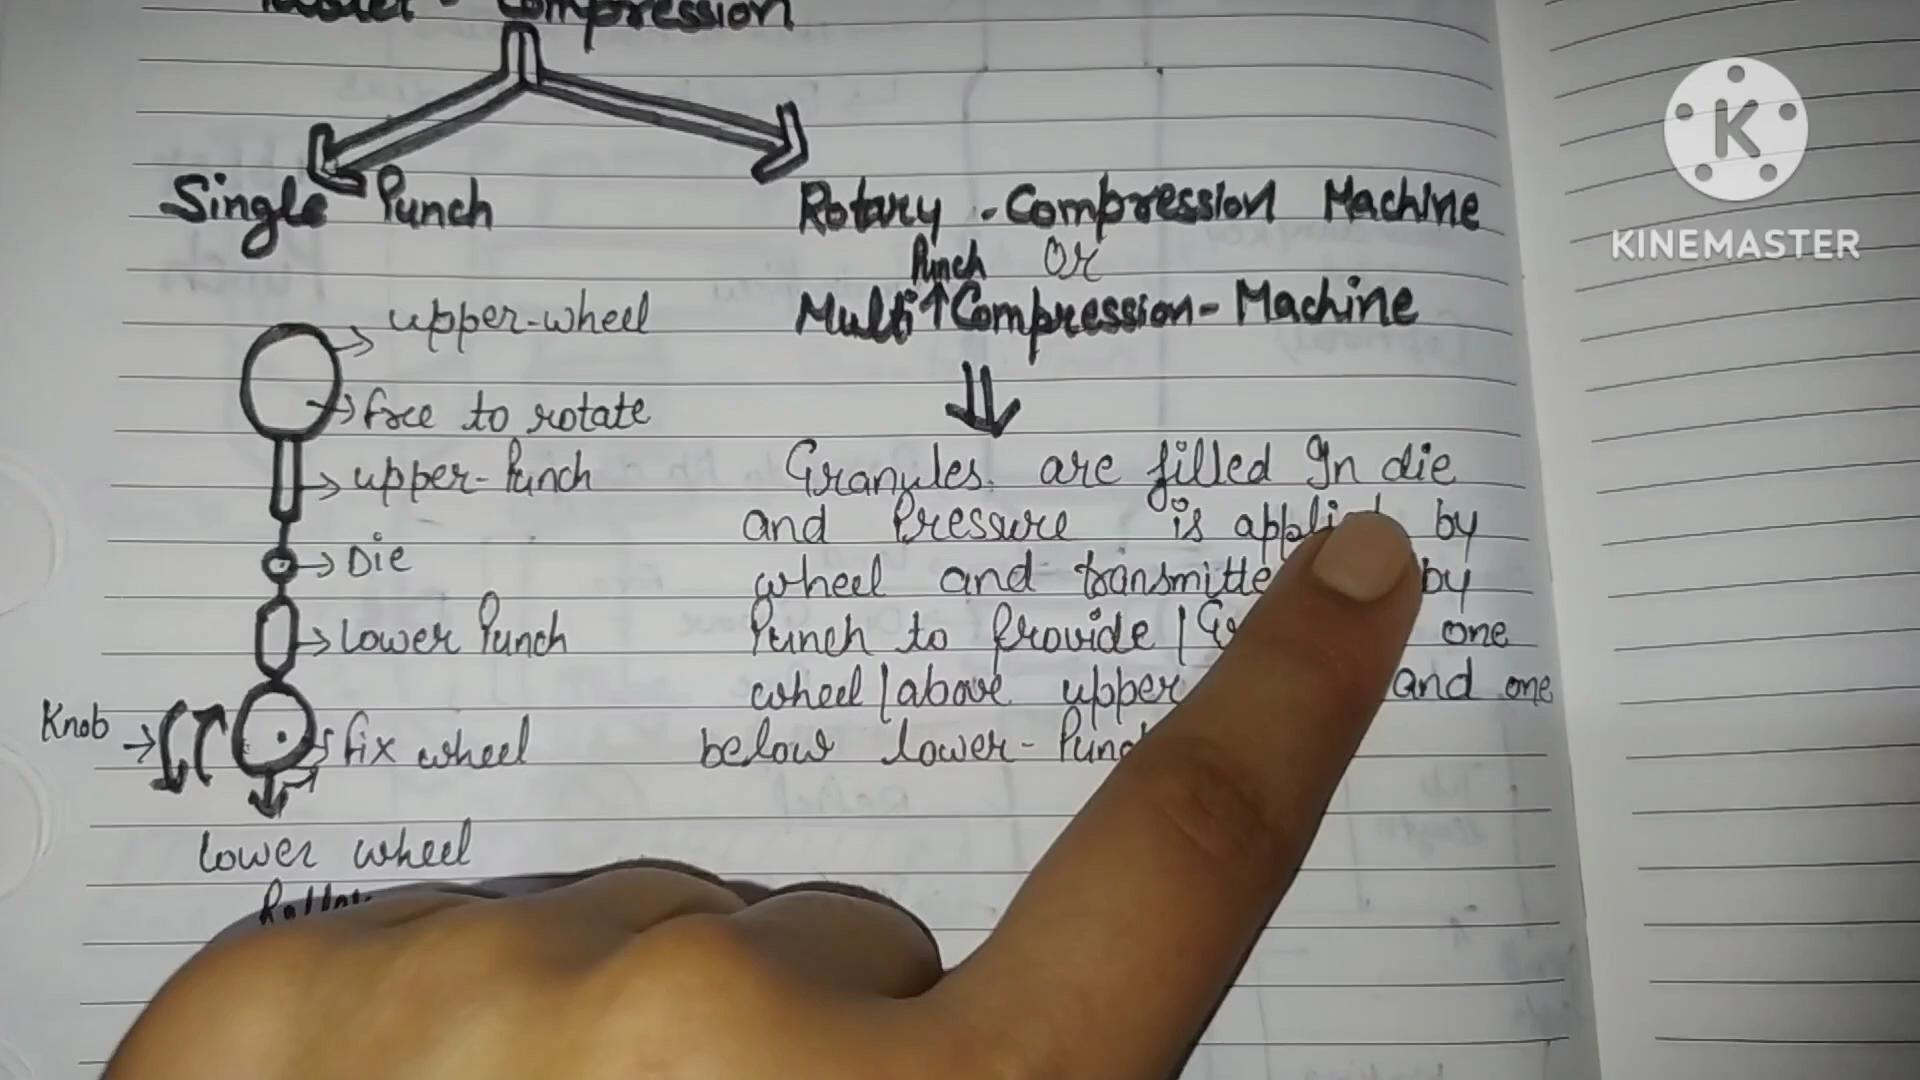 Compression
Single Punch
Rotary - Compression Machine
Punch Or
Multi↑Compression - Machine
upper-wheel
free to rotate
upper-Punch
Die
Lower Punch
Knob
fix wheel
lower wheel
Granules are filled In die
and Pressure is applied by
wheel and transmitte by
Punch to Provide | one
wheel | above upper and one
below lower-
K
KINEMASTER